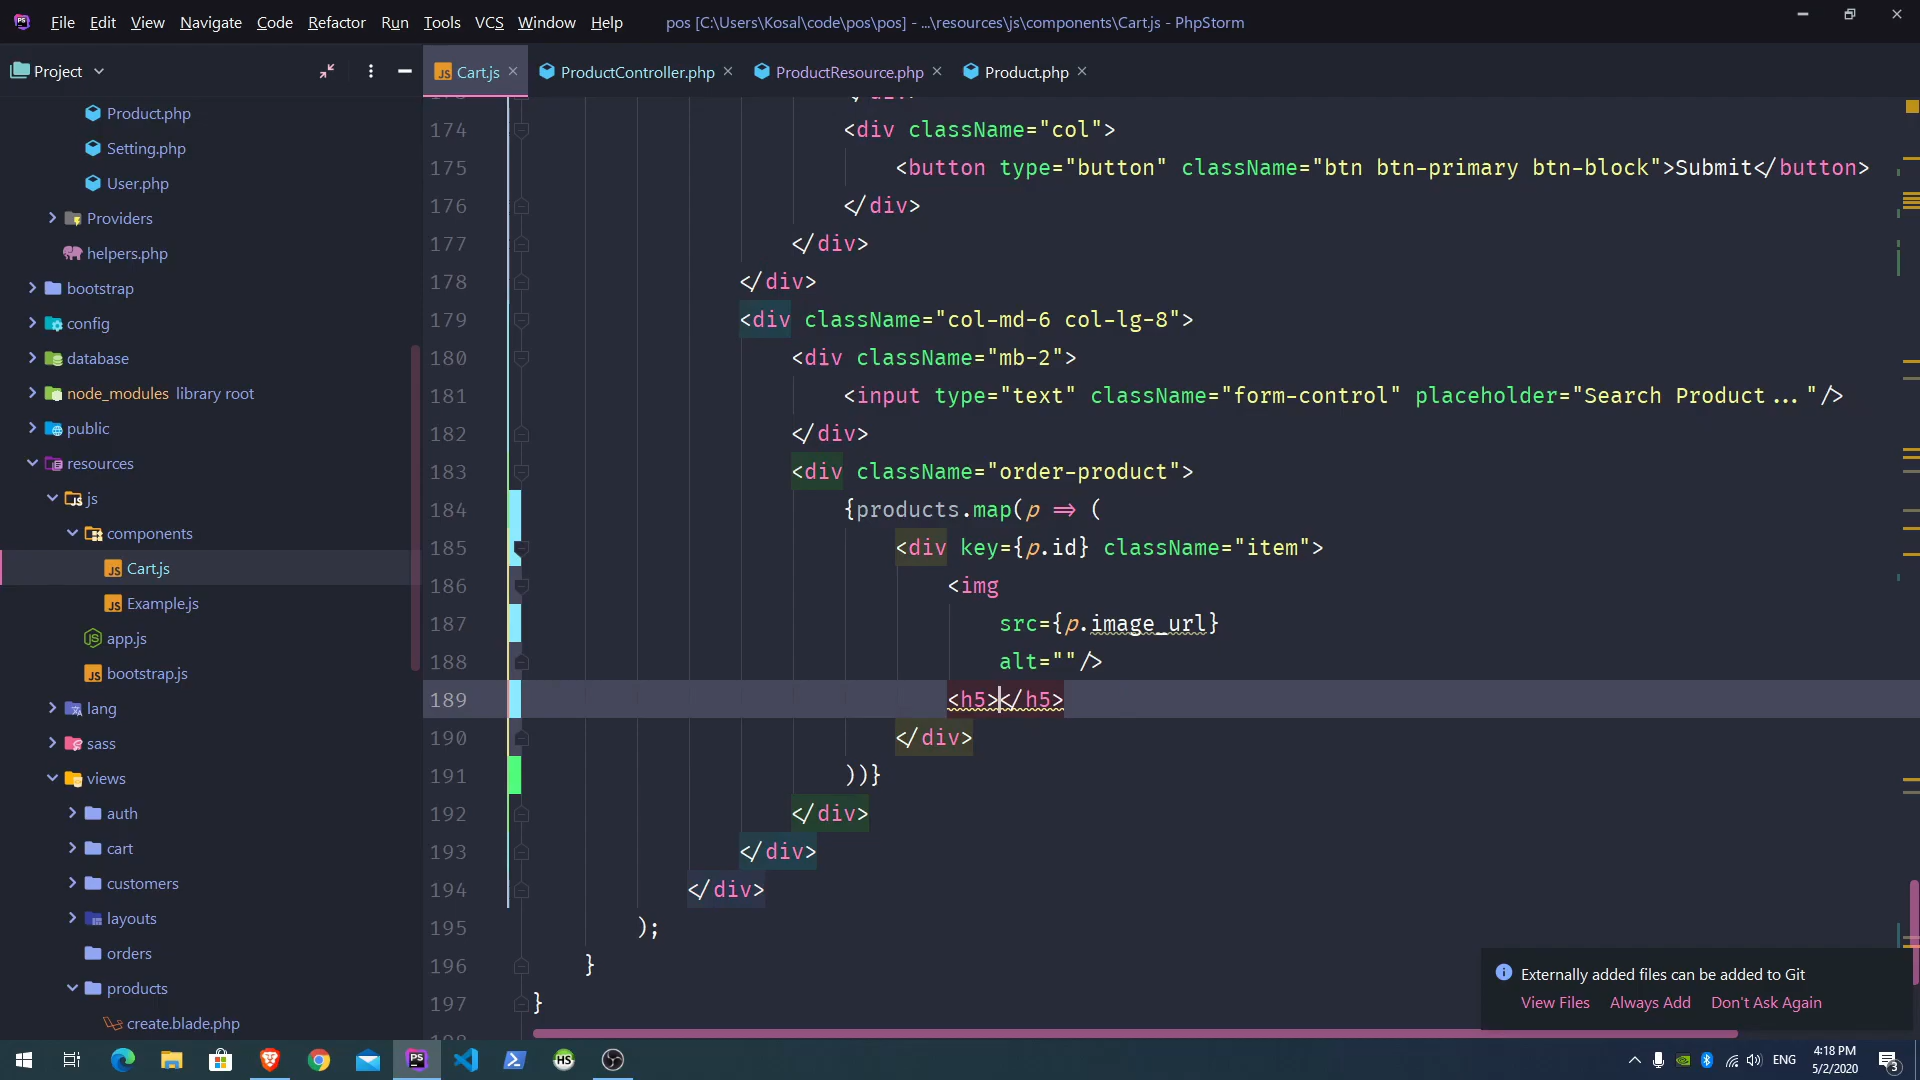 PS File Edit View Navigate Code Refactor Run Tools VCS Window Help pos [C:\Users\Kosal\code\pos\pos] - ...\resources\js\components\Cart.js - PhpStorm
Project
JS Cart.js ProductController.php ProductResource.php Product.php
Product.php
Setting.php
User.php
Providers
helpers.php
bootstrap
config
database
node_modules library root
public
resources
js
components
JS Cart.js
JS Example.js
app.js
JS bootstrap.js
lang
sass
views
auth
cart
customers
layouts
orders
products
create.blade.php
174 <div className="col">
175 <button type="button" className="btn btn-primary btn-block">Submit</button>
176 </div>
177 </div>
178 </div>
179 <div className="col-md-6 col-lg-8">
180 <div className="mb-2">
181 <input type="text" className="form-control" placeholder="Search Product..."/>
182 </div>
183 <div className="order-product">
184 {products.map(p => (
185 <div key={p.id} className="item">
186 <img
187 src={p.image_url}
188 alt=""/>
189 <h5></h5>
190 </div>
191 ))}
192 </div>
193 </div>
194 </div>
195 );
196 }
197 }
Externally added files can be added to Git
View Files Always Add Don't Ask Again
PS HS ENG 4:18 PM
5/2/2020
3